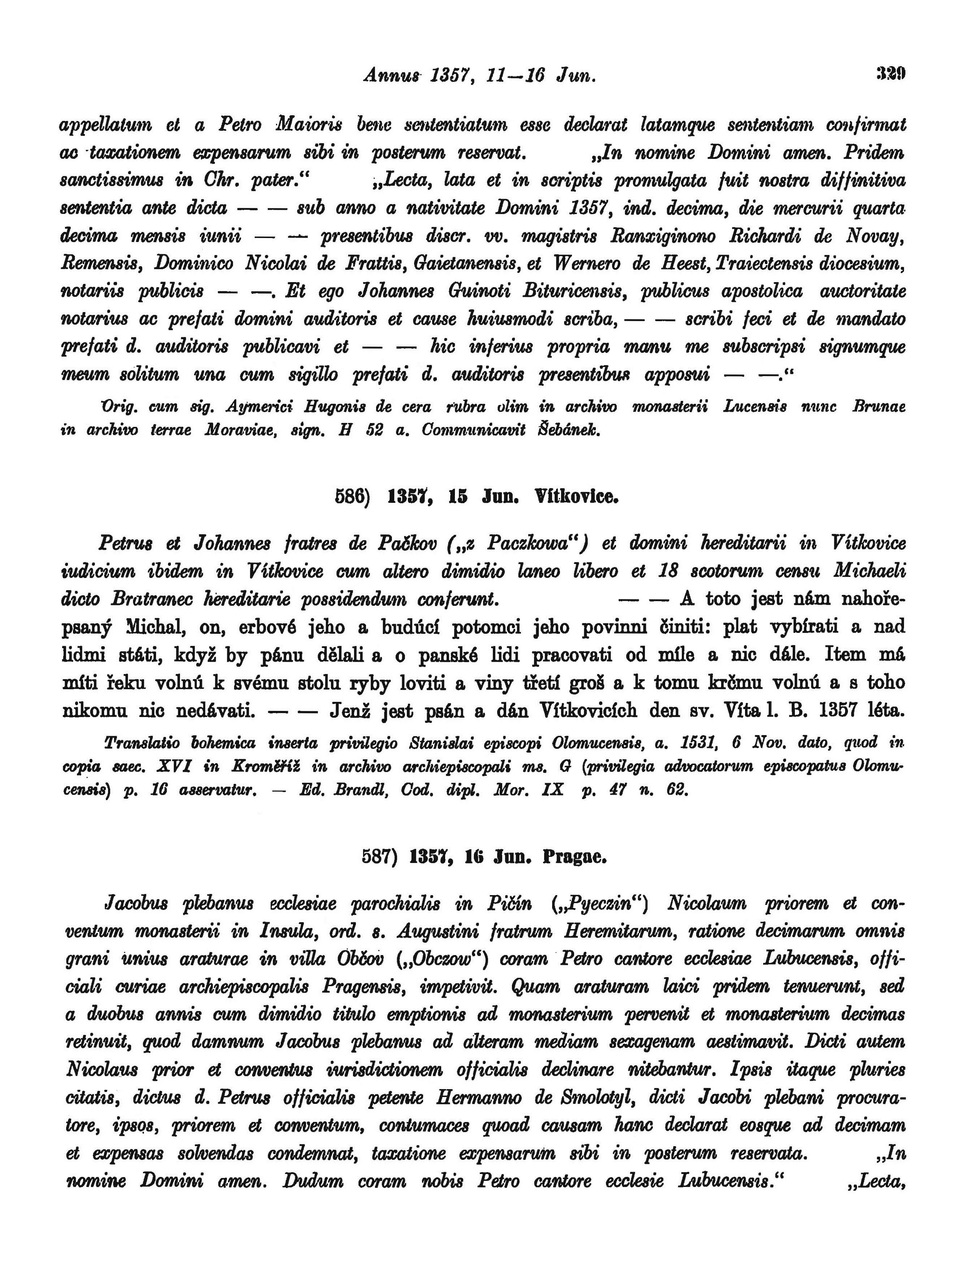 Annus 1357, 11—16 Jun.
329
appellatum et a Petro Maioris bene sententiatum esse declarat latamque sententiam confirmat
ac taxationem expensarum sibi in posterum reservat. „In nomine Domini amen. Pridem
sanctissimus in Chr. pater.“ „Lecta, lata et in scriptis promulgata fuit nostra diffinitiva
sententia ante dicta — — sub anno a nativitate Domini 1357, ind. decima, die mercurii quarta
decima mensis iunii — — presentibus discr. vv. magistris Ranxiginono Richardi de Novay,
Remensis, Dominico Nicolai de Frattis, Gaietanensis, et Wernero de Heest, Traiectensis diocesium,
notariis publicis — —. Et ego Johannes Guinoti Bituricensis, publicus apostolica auctoritate
notarius ac prefati domini auditoris et cause huiusmodi scriba, — — scribi feci et de mandato
prefati d. auditoris publicavi et — — hic inferius propria manu me subscripsi signumque
meum solitum una cum sigillo prefati d. auditoris presentibus apposui — —.“
Orig. cum sig. Aymerici Hugonis de cera rubra olim in archivo monasterii Lucensis nunc Brunae
in archivo terrae Moraviae, sign. H 52 a. Communicavit Šebánek.
586) 1357, 15 Jun. Vítkovice.
Petrus et Johannes fratres de Pačkov („z Paczkowa“) et domini hereditarii in Vítkovice
iudicium ibidem in Vítkovice cum altero dimidio laneo libero et 18 scotorum censu Michaeli
dicto Bratranec hereditarie possidendum conferunt. — — A toto jest nám nahoře-
psaný Michal, on, erbové jeho a budúcí potomci jeho povinni činiti: plat vybírati a nad
lidmi státi, když by pánu dělali a o panské lidi pracovati od míle a nic dále. Item má
míti řeku volnú k svému stolu ryby loviti a viny třetí groš a k tomu krčmu volnú a s toho
nikomu nic nedávati. — — Jenž jest psán a dán Vítkovicích den sv. Víta l. B. 1357 léta.
Translatio bohemica inserta privilegio Stanislai episcopi Olomucensis, a. 1531, 6 Nov. dato, quod in
copia saec. XVI in Kroměříž in archivo archiepiscopali ms. G (privilegia advocatorum episcopatus Olomu-
censis) p. 16 asservatur. — Ed. Brandl, Cod. dipl. Mor. IX p. 47 n. 62.
587) 1357, 16 Jun. Pragae.
Jacobus plebanus ecclesiae parochialis in Pičín („Pyeczin“) Nicolaum priorem et con-
ventum monasterii in Insula, ord. s. Augustini fratrum Heremitarum, ratione decimarum omnis
grani unius araturae in villa Občov („Obczow“) coram Petro cantore ecclesiae Lubucensis, offi-
ciali curiae archiepiscopalis Pragensis, impetivit. Quam araturam laici pridem tenuerunt, sed
a duobus annis cum dimidio titulo emptionis ad monasterium pervenit et monasterium decimas
retinuit, quod damnum Jacobus plebanus ad alteram mediam sexagenam aestimavit. Dicti autem
Nicolaus prior et conventus iurisdictionem officialis declinare nitebantur. Ipsis itaque pluries
citatis, dictus d. Petrus officialis petente Hermanno de Smolotyl, dicti Jacobi plebani procura-
tore, ipsos, priorem et conventum, contumaces quoad causam hanc declarat eosque ad decimam
et expensas solvendas condemnat, taxatione expensarum sibi in posterum reservata. „In
nomine Domini amen. Dudum coram nobis Petro cantore ecclesie Lubucensis.“ „Lecta,